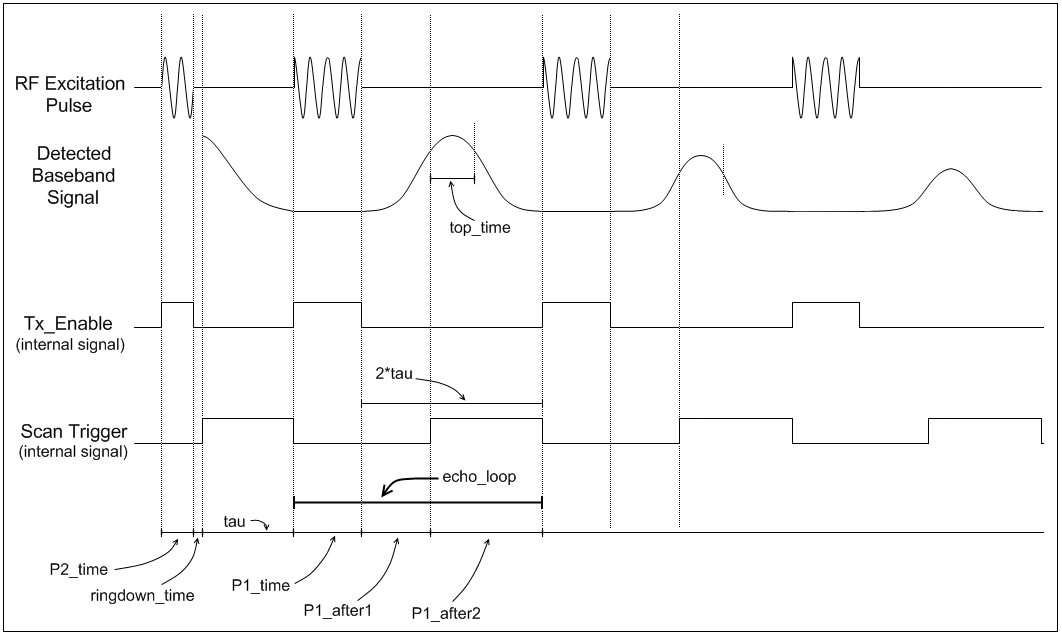 RF Excitation
Pulse
Detected
Baseband
Signal
top_time
Tx_Enable
(internal signal)
2*tau
Scan Trigger
(internal signal)
echo_loop
tau
P2_time
ringdown_time
P1_time
P1_after1
P1_after2